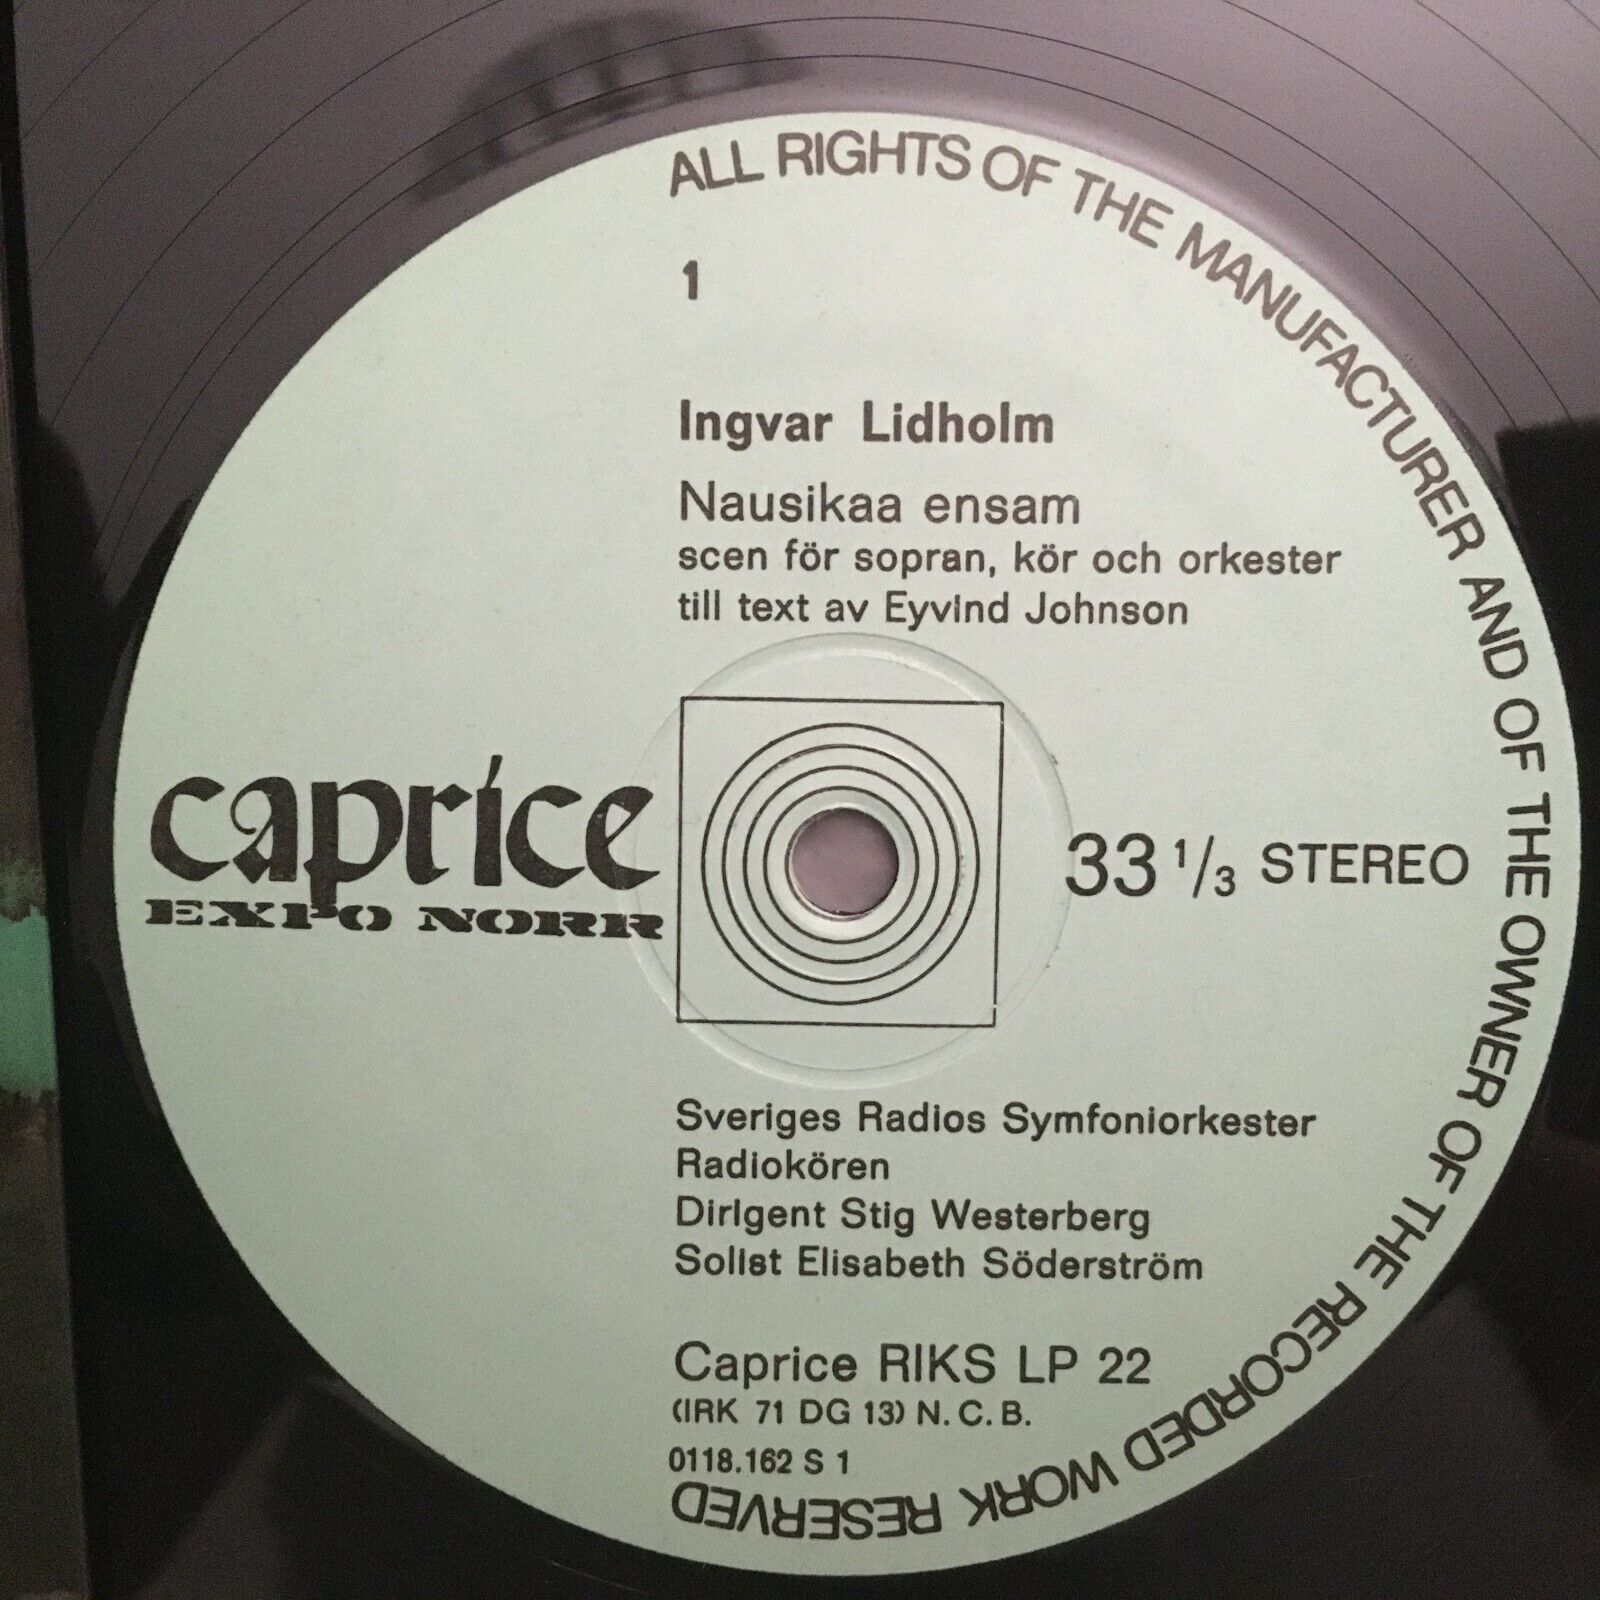 ALL RIGHTS OF THE MANUFACTURER AND OF THE OWNER OF THE RECORDED WORK RESERVED
1
Ingvar Lidholm
Nausikaa ensam
scen för sopran, kör och orkester
till text av Eyvind Johnson
caprice
EXPO NORR
33 1/3 STEREO
Sveriges Radios Symfoniorkester
Radiokören
Dirigent Stig Westerberg
Solist Elisabeth Söderström
Caprice RIKS LP 22
(IRK 71 DG 13) N. C. B.
0118.162 S 1